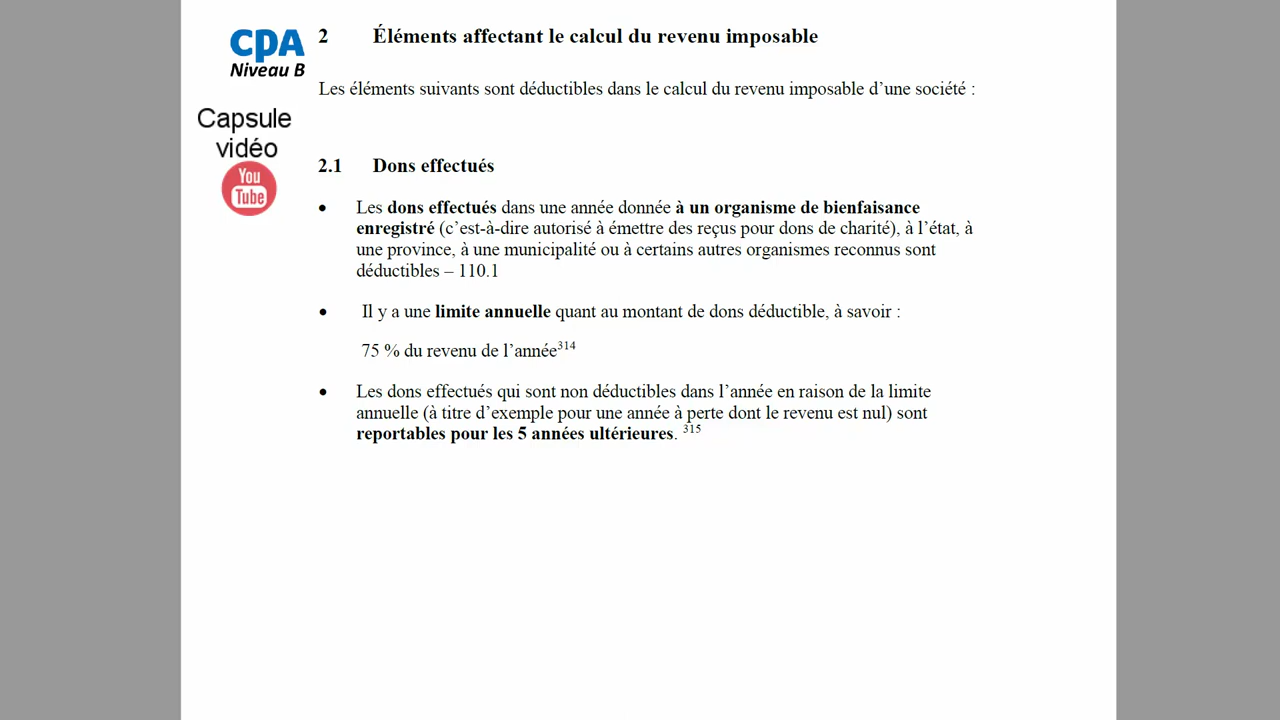 CPA
Niveau B
2 Éléments affectant le calcul du revenu imposable
Les éléments suivants sont déductibles dans le calcul du revenu imposable d’une société :
Capsule
vidéo
You
Tube
2.1 Dons effectués
• Les dons effectués dans une année donnée à un organisme de bienfaisance
enregistré (c’est-à-dire autorisé à émettre des reçus pour dons de charité), à l’état, à
une province, à une municipalité ou à certains autres organismes reconnus sont
déductibles – 110.1
• Il y a une limite annuelle quant au montant de dons déductible, à savoir :
75 % du revenu de l’année314
• Les dons effectués qui sont non déductibles dans l’année en raison de la limite
annuelle (à titre d’exemple pour une année à perte dont le revenu est nul) sont
reportables pour les 5 années ultérieures. 315